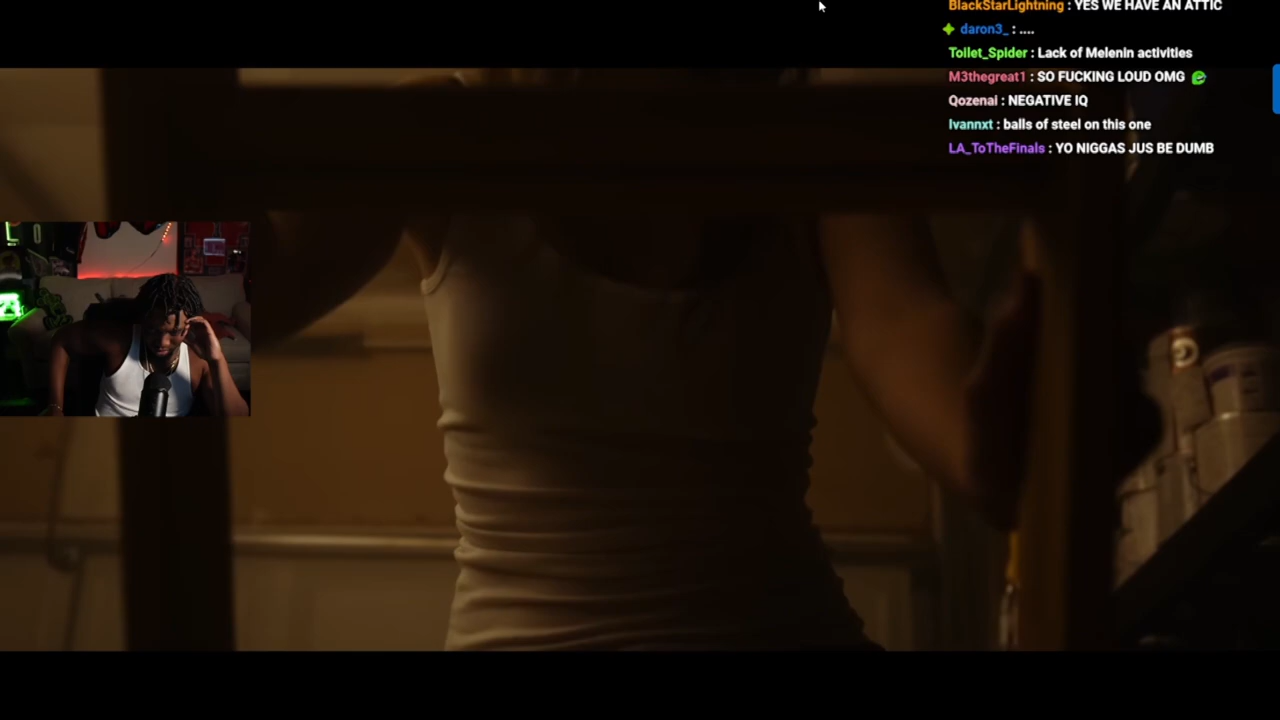 BlackStarLightning : YES WE HAVE AN ATTIC
daron3_ : ....
Toilet_Spider : Lack of Melenin activities
M3thegreat1 : SO FUCKING LOUD OMG
Qozenal : NEGATIVE IQ
Ivannxt : balls of steel on this one
LA_ToTheFinals : YO NIGGAS JUS BE DUMB